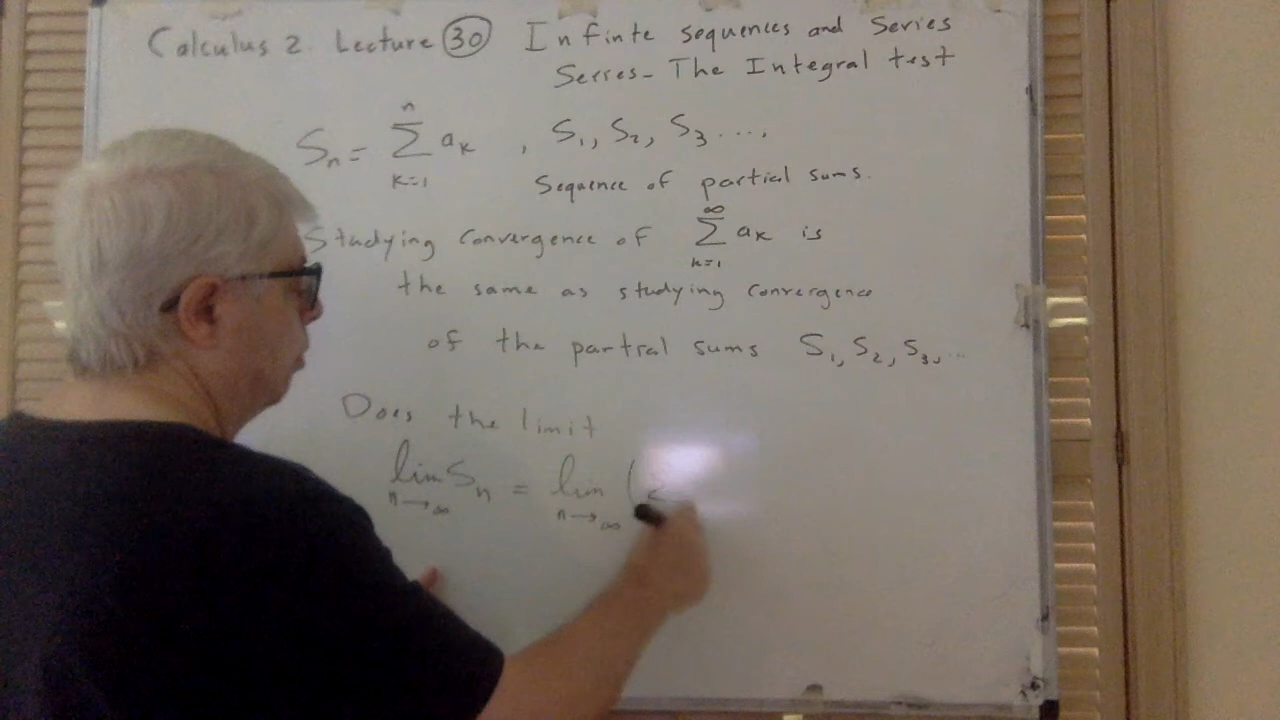 Calculus 2 Lecture 30 Infinte sequences and Series
Series - The Integral test
Sₙ = ∑ₖ₌₁ⁿ aₖ , S₁, S₂, S₃ ....,
Sequence of partial sums.
Studying Convergence of ∑ₖ₌₁^∞ aₖ is
the same as studying convergence
of the partial sums S₁, S₂, S₃, ...
Does the limit
lim n→∞ Sₙ = lim n→∞ (